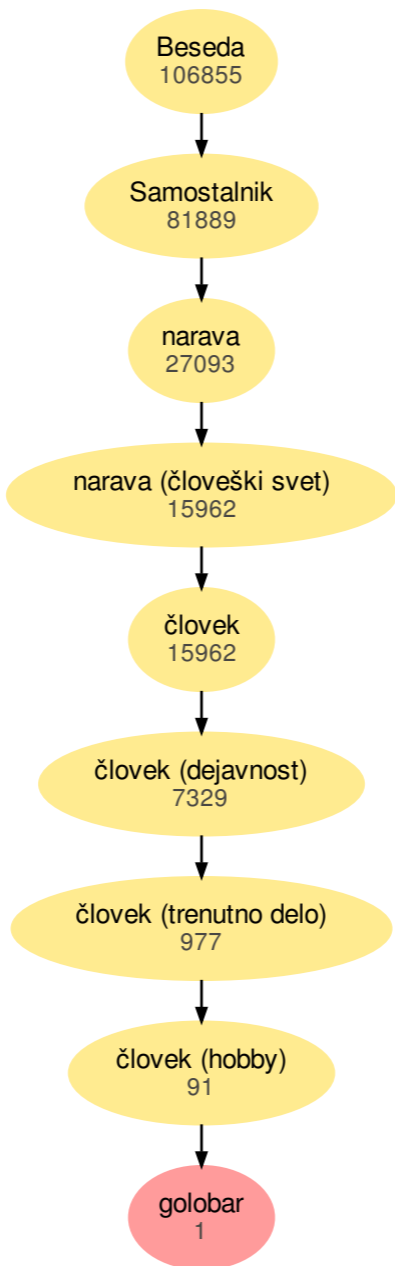 Beseda
106855
Samostalnik
81889
narava
27093
narava (človeški svet)
15962
človek
15962
človek (dejavnost)
7329
človek (trenutno delo)
977
človek (hobby)
91
golobar
1